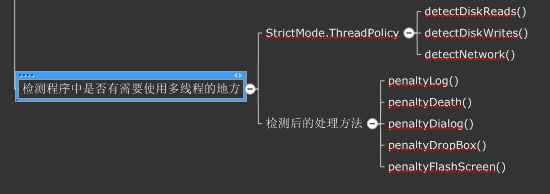 检测程序中是否有需要使用多线程的地方
StrictMode.ThreadPolicy
detectDiskReads()
detectDiskWrites()
detectNetwork()
检测后的处理方法
penaltyLog()
penaltyDeath()
penaltyDialog()
penaltyDropBox()
penaltyFlashScreen()